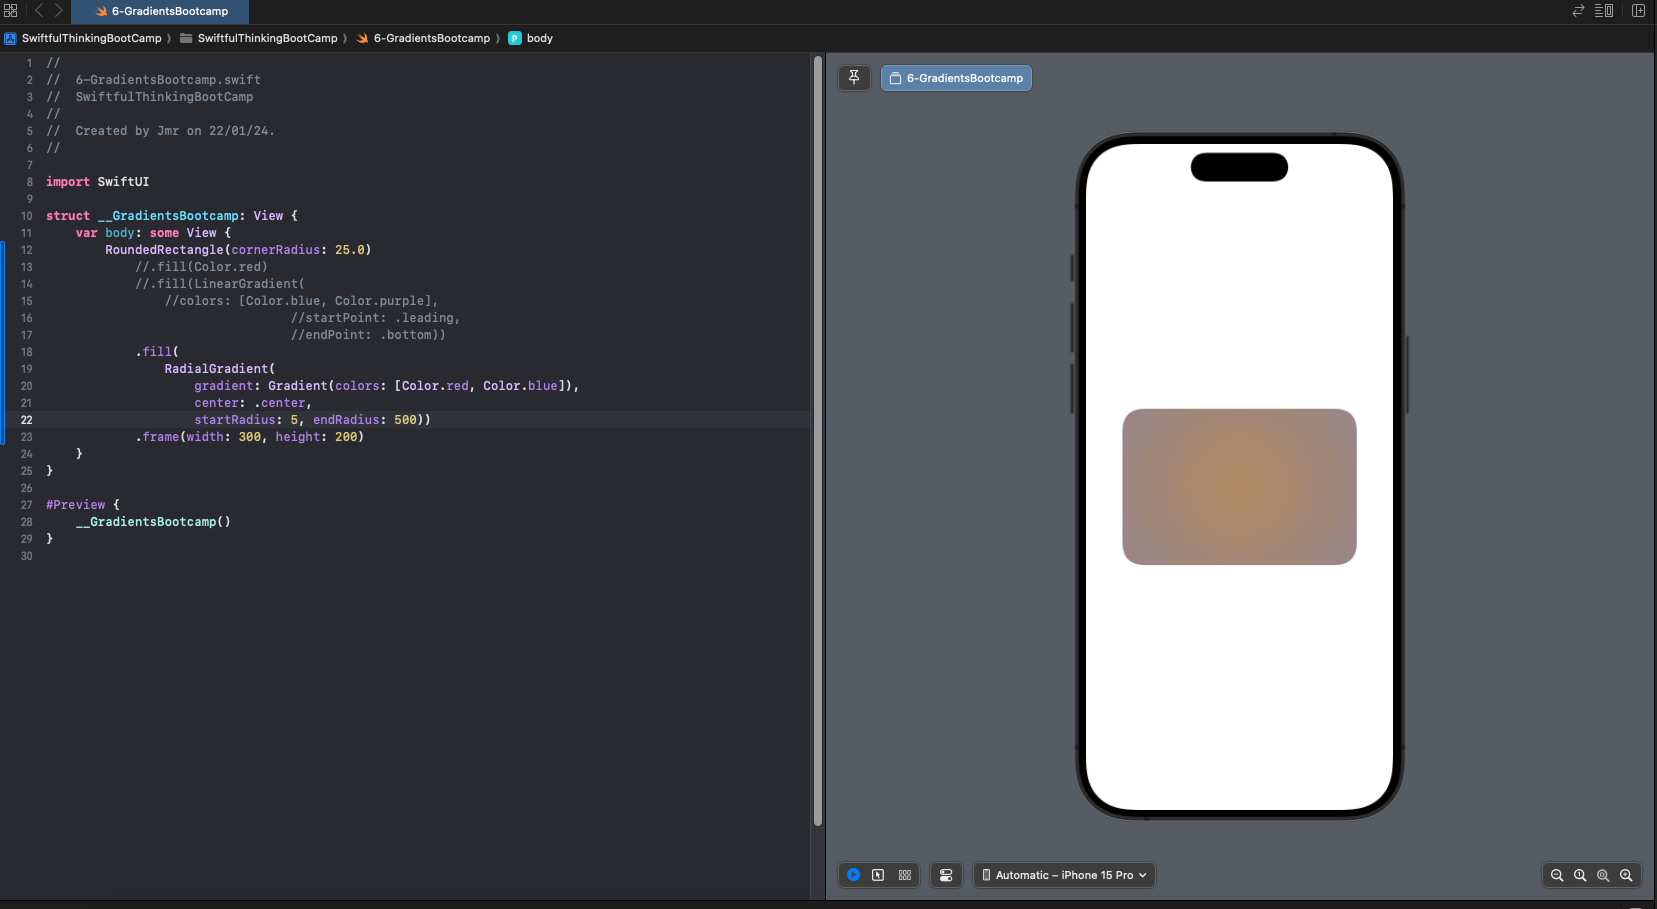 6-GradientsBootcamp
SwiftfulThinkingBootCamp 〉 SwiftfulThinkingBootCamp 〉 6-GradientsBootcamp 〉 P body
1 //
2 //  6-GradientsBootcamp.swift
3 //  SwiftfulThinkingBootCamp
4 //
5 //  Created by Jmr on 22/01/24.
6 //
7
8 import SwiftUI
9
10 struct __GradientsBootcamp: View {
11     var body: some View {
12         RoundedRectangle(cornerRadius: 25.0)
13             //.fill(Color.red)
14             //.fill(LinearGradient(
15                 //colors: [Color.blue, Color.purple],
16                                  //startPoint: .leading,
17                                  //endPoint: .bottom))
18             .fill(
19                 RadialGradient(
20                     gradient: Gradient(colors: [Color.red, Color.blue]),
21                     center: .center,
22                     startRadius: 5, endRadius: 500))
23             .frame(width: 300, height: 200)
24     }
25 }
26
27 #Preview {
28     __GradientsBootcamp()
29 }
30
6-GradientsBootcamp
Automatic – iPhone 15 Pro